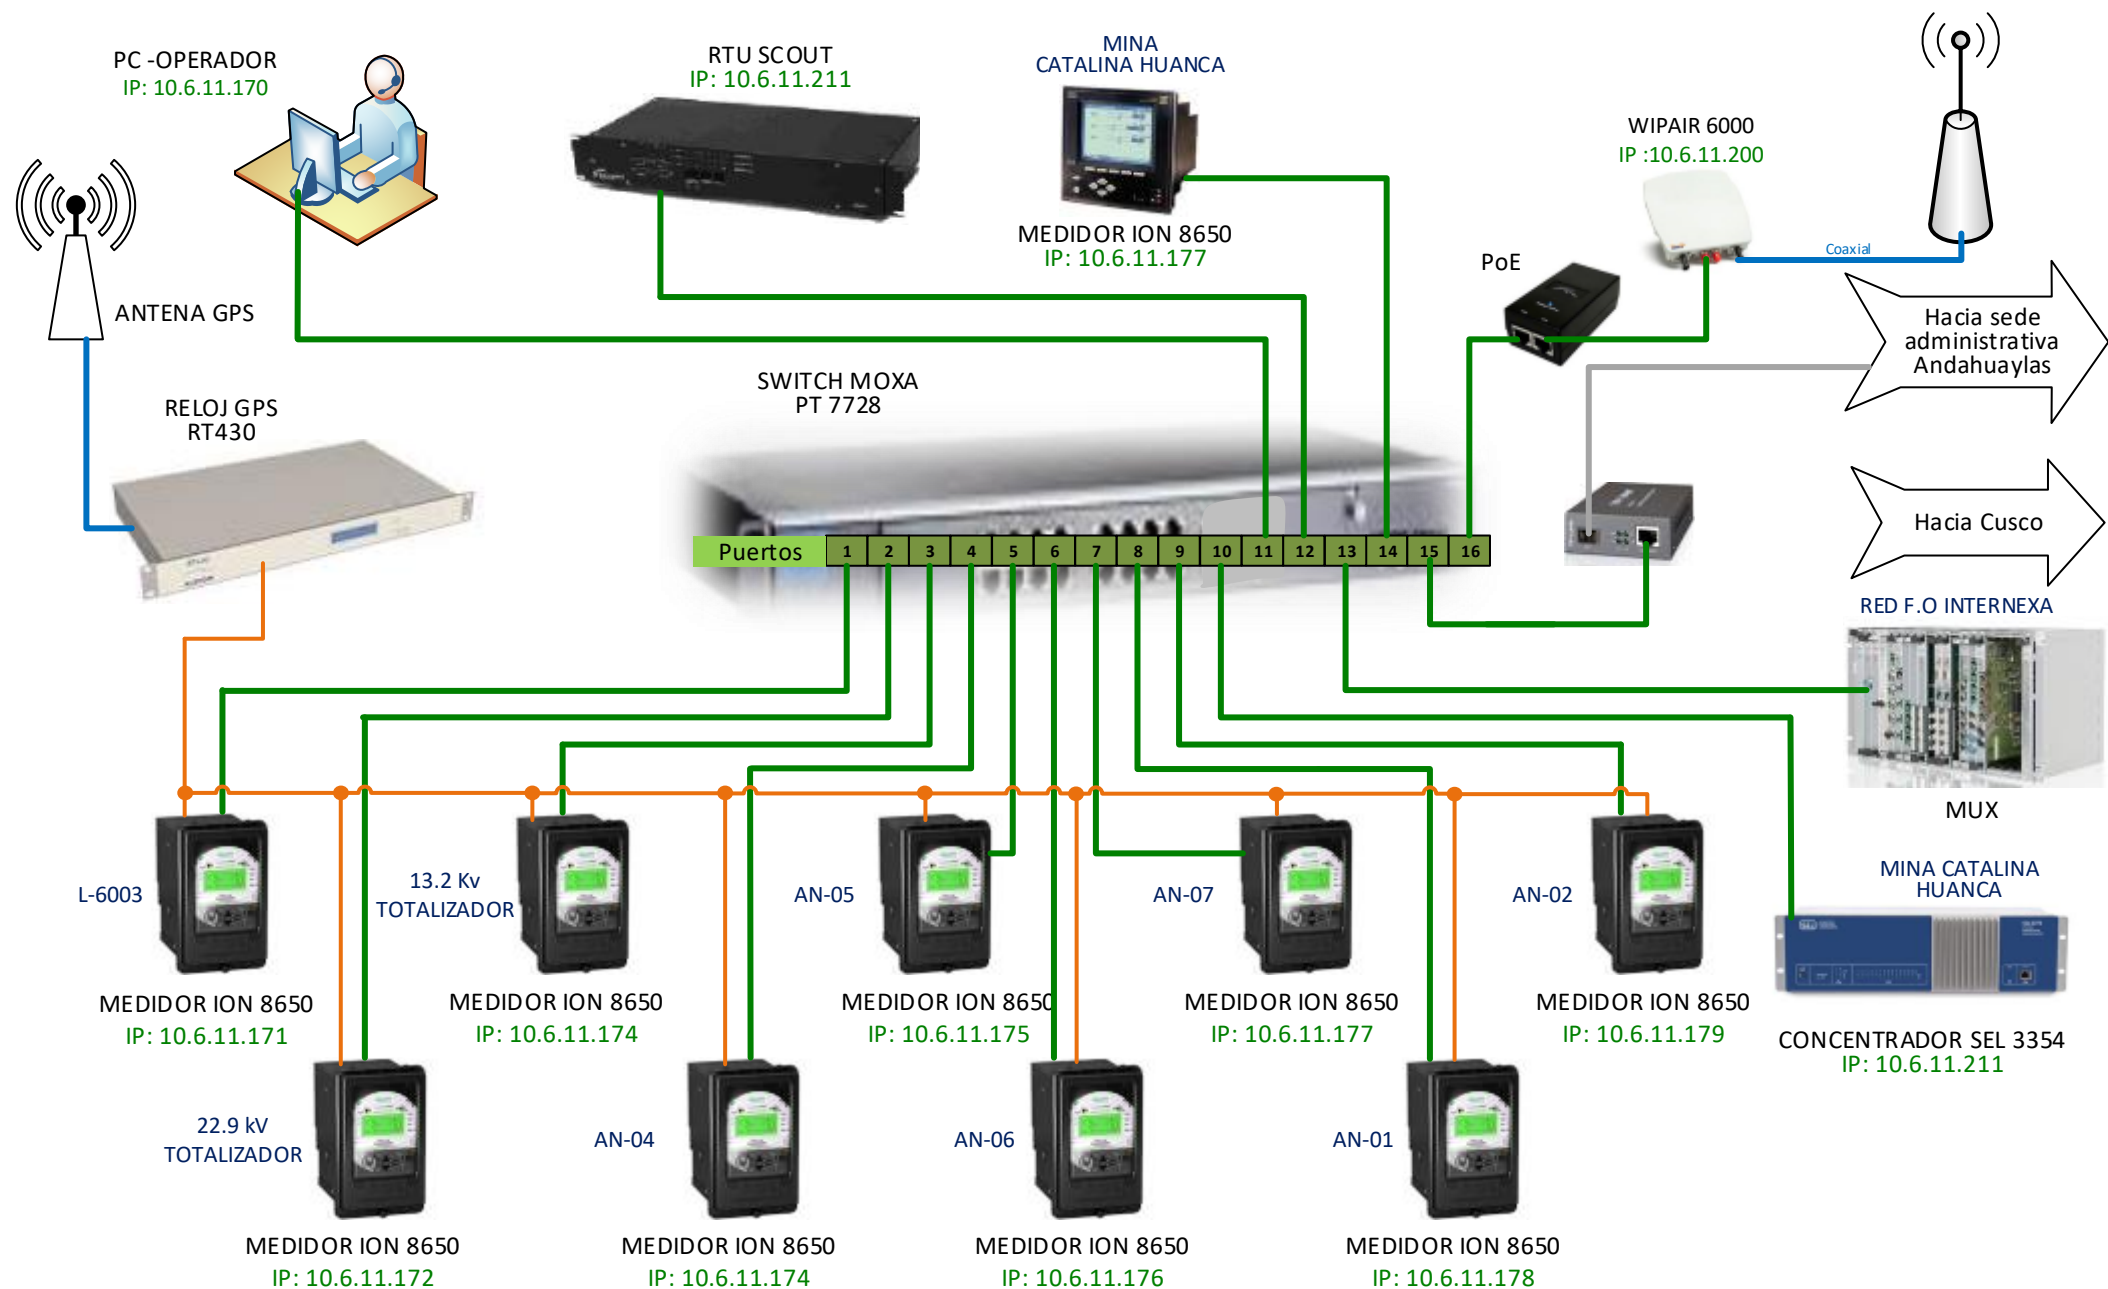 PC -OPERADOR
IP: 10.6.11.170
RTU SCOUT
IP: 10.6.11.211
MINA
CATALINA HUANCA
MEDIDOR ION 8650
IP: 10.6.11.177
WIPAIR 6000
IP :10.6.11.200
PoE
Coaxial
ANTENA GPS
Hacia sede
administrativa
Andahuaylas
RELOJ GPS
RT430
SWITCH MOXA
PT 7728
Hacia Cusco
Puertos 1 2 3 4 5 6 7 8 9 10 11 12 13 14 15 16
RED F.O INTERNEXA
MUX
L-6003
MEDIDOR ION 8650
IP: 10.6.11.171
13.2 Kv
TOTALIZADOR
MEDIDOR ION 8650
IP: 10.6.11.174
AN-05
MEDIDOR ION 8650
IP: 10.6.11.175
AN-07
MEDIDOR ION 8650
IP: 10.6.11.177
AN-02
MEDIDOR ION 8650
IP: 10.6.11.179
MINA CATALINA
HUANCA
CONCENTRADOR SEL 3354
IP: 10.6.11.211
22.9 kV
TOTALIZADOR
MEDIDOR ION 8650
IP: 10.6.11.172
AN-04
MEDIDOR ION 8650
IP: 10.6.11.174
AN-06
MEDIDOR ION 8650
IP: 10.6.11.176
AN-01
MEDIDOR ION 8650
IP: 10.6.11.178